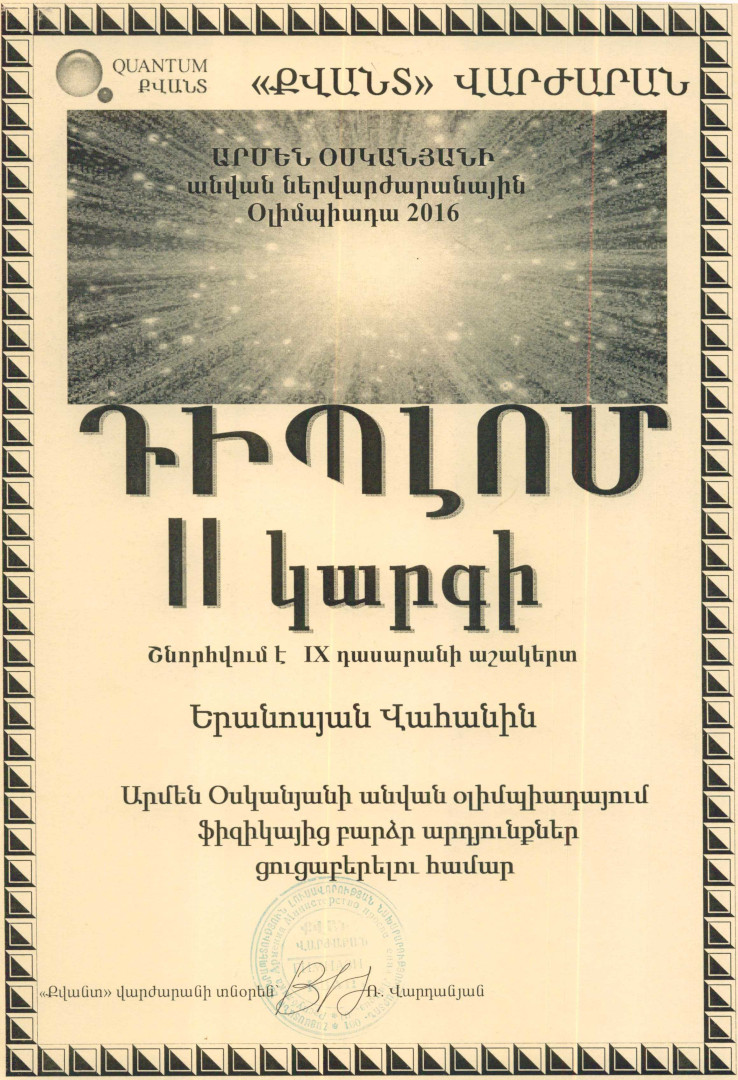 QUANTUM
ՔՎԱՆՏ
«ՔՎԱՆՏ» ՎԱՐԺԱՐԱՆ
ԱՐՄԵՆ ՕՍԿԱՆՅԱՆԻ
անվան ներվարժարանային
Օլիմպիադա 2016
ԴԻՊԼՈՄ
II կարգի
Շնորհվում է IX դասարանի աշակերտ
Երանոսյան Վահանին
Արմեն Օսկանյանի անվան օլիմպիադայում
ֆիզիկայից բարձր արդյունքներ
ցուցաբերելու համար
«Քվանտ» վարժարանի տնօրեն Ռ. Վարդանյան